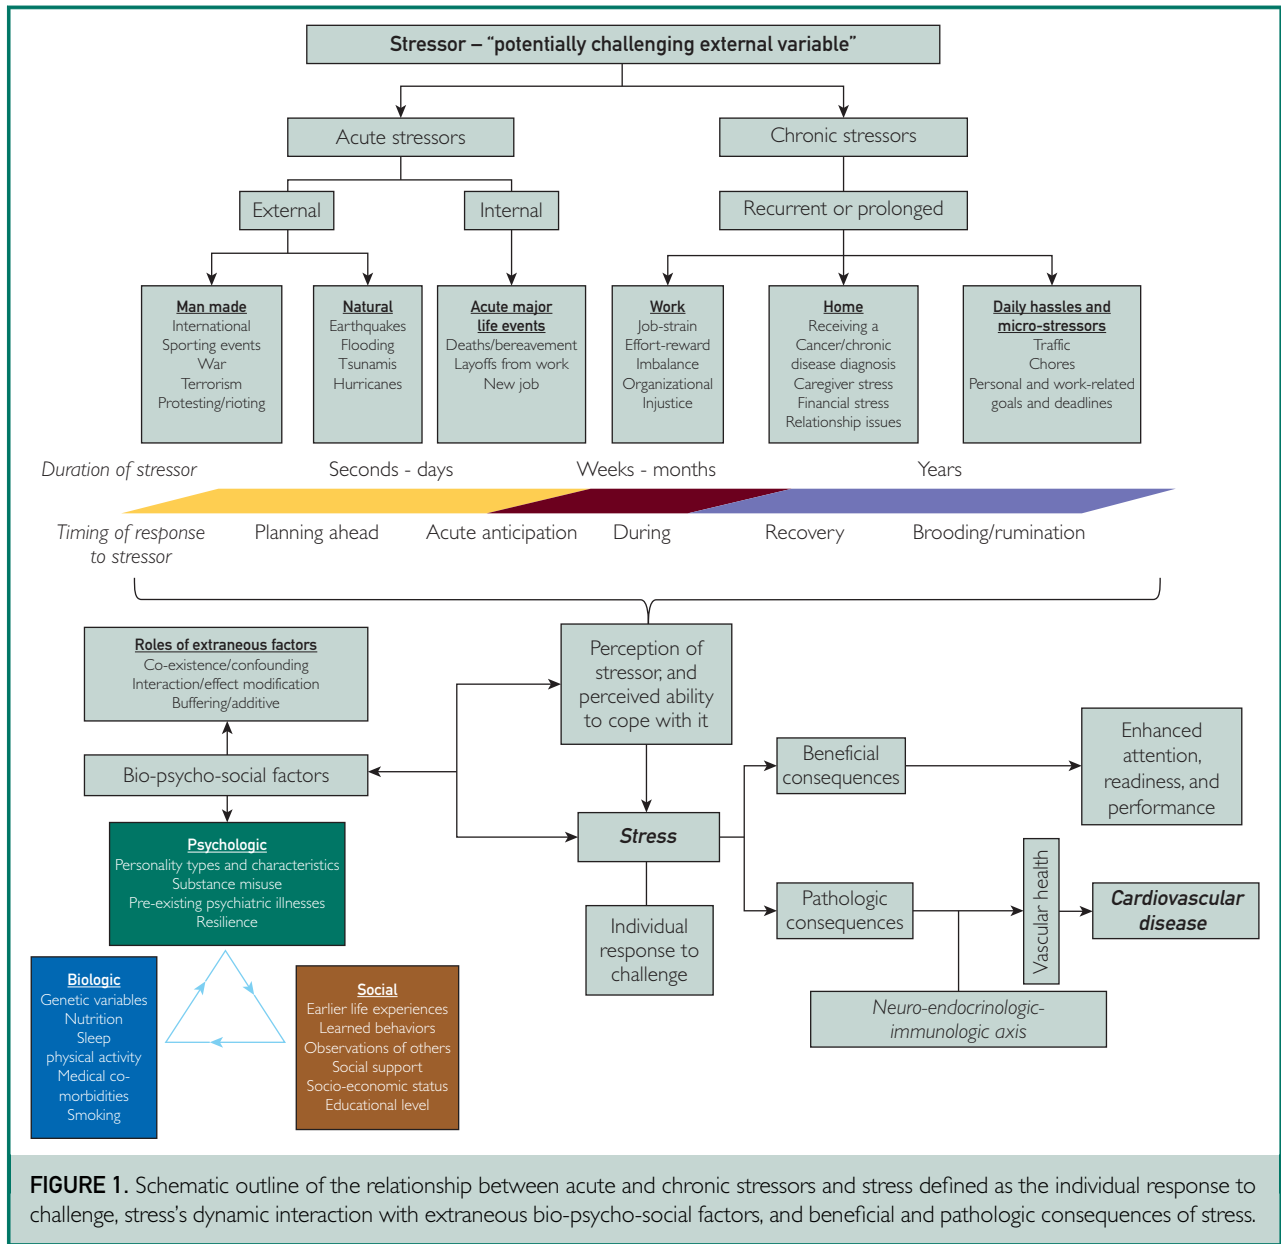 Stressor – “potentially challenging external variable”
Acute stressors
Chronic stressors
External
Internal
Recurrent or prolonged
Man made
International
Sporting events
War
Terrorism
Protesting/rioting
Natural
Earthquakes
Flooding
Tsunamis
Hurricanes
Acute major
life events
Deaths/bereavement
Layoffs from work
New job
Work
Job-strain
Effort-reward
Imbalance
Organizational
Injustice
Home
Receiving a
Cancer/chronic
disease diagnosis
Caregiver stress
Financial stress
Relationship issues
Daily hassles and
micro-stressors
Traffic
Chores
Personal and work-related
goals and deadlines
Duration of stressor
Seconds - days
Weeks - months
Years
Timing of response
to stressor
Planning ahead
Acute anticipation
During
Recovery
Brooding/rumination
Roles of extraneous factors
Co-existence/confounding
Interaction/effect modification
Buffering/additive
Perception of
stressor, and
perceived ability
to cope with it
Bio-psycho-social factors
Beneficial
consequences
Enhanced
attention,
readiness, and
performance
Stress
Psychologic
Personality types and characteristics
Substance misuse
Pre-existing psychiatric illnesses
Resilience
Individual
response to
challenge
Pathologic
consequences
Vascular health
Cardiovascular
disease
Neuro-endocrinologic-
immunologic axis
Biologic
Genetic variables
Nutrition
Sleep
physical activity
Medical co-
morbidities
Smoking
Social
Earlier life experiences
Learned behaviors
Observations of others
Social support
Socio-economic status
Educational level
FIGURE 1. Schematic outline of the relationship between acute and chronic stressors and stress defined as the individual response to
challenge, stress’s dynamic interaction with extraneous bio-psycho-social factors, and beneficial and pathologic consequences of stress.